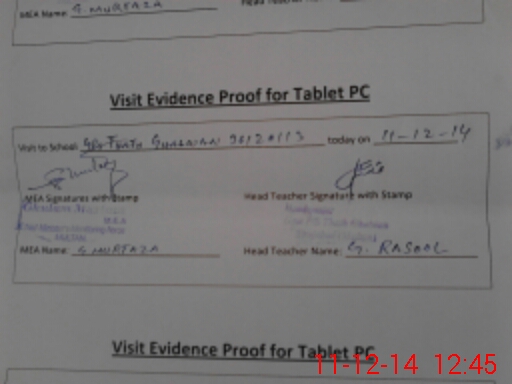 MEA Name: G. MURTAZA
Visit Evidence Proof for Tablet PC
Visit to School: 36120113 today on 11-12-14
MEA Signatures with Stamp Head Teacher Signature with Stamp
MEA Name: G. MURTAZA Head Teacher Name: G. RASOOL
Visit Evidence Proof for Tablet PC
11-12-14 12:45